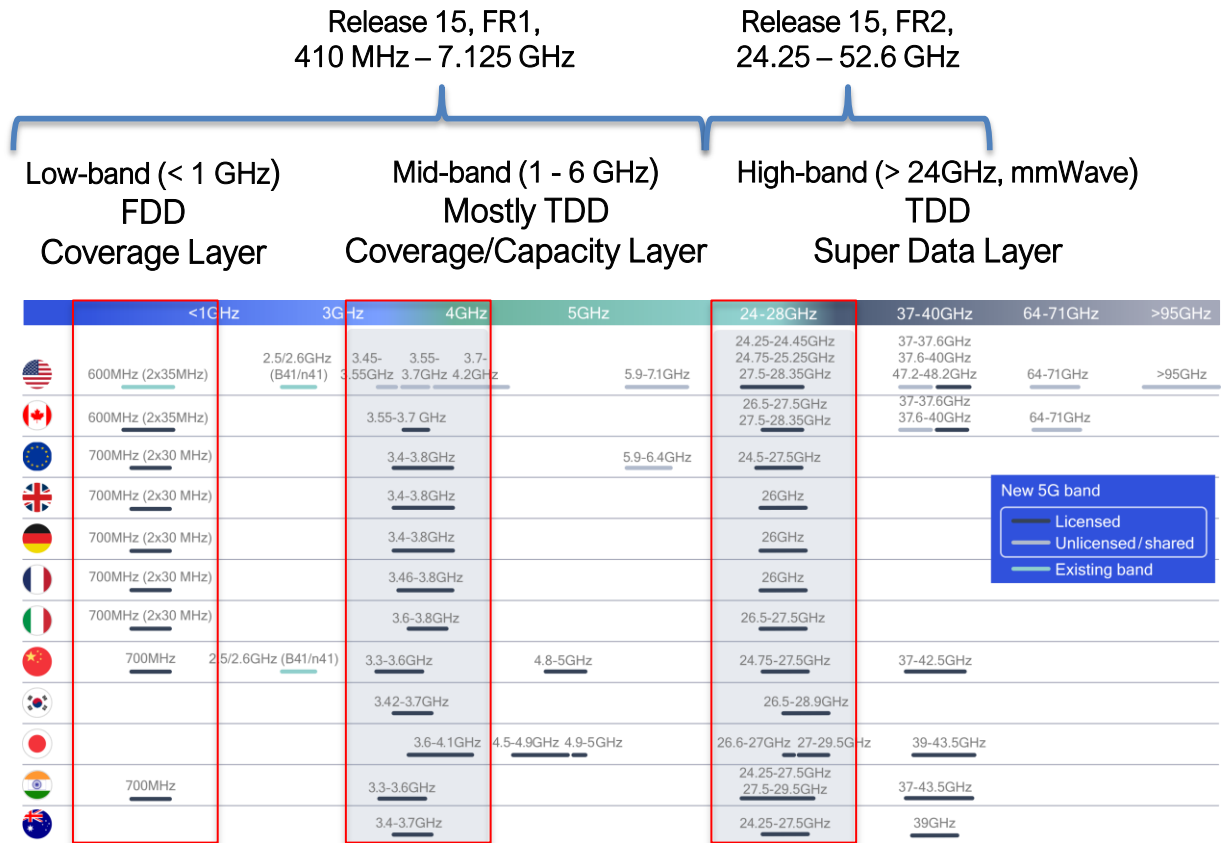 Release 15, FR1,
410 MHz – 7.125 GHz
Release 15, FR2,
24.25 – 52.6 GHz
Low-band (< 1 GHz)
FDD
Coverage Layer
Mid-band (1 - 6 GHz)
Mostly TDD
Coverage/Capacity Layer
High-band (> 24GHz, mmWave)
TDD
Super Data Layer
<1GHz 3GHz 4GHz 5GHz 24-28GHz 37-40GHz 64-71GHz >95GHz
600MHz (2x35MHz)
2.5/2.6GHz
(B41/n41)
3.45-
3.55GHz
3.55-
3.7GHz
3.7-
4.2GHz
5.9-7.1GHz
24.25-24.45GHz
24.75-25.25GHz
27.5-28.35GHz
37-37.6GHz
37.6-40GHz
47.2-48.2GHz
64-71GHz
>95GHz
600MHz (2x35MHz)
3.55-3.7 GHz
26.5-27.5GHz
27.5-28.35GHz
37-37.6GHz
37.6-40GHz
64-71GHz
700MHz (2x30 MHz)
3.4-3.8GHz
5.9-6.4GHz
24.5-27.5GHz
700MHz (2x30 MHz)
3.4-3.8GHz
26GHz
700MHz (2x30 MHz)
3.4-3.8GHz
26GHz
700MHz (2x30 MHz)
3.46-3.8GHz
26GHz
700MHz (2x30 MHz)
3.6-3.8GHz
26.5-27.5GHz
700MHz
2.5/2.6GHz (B41/n41)
3.3-3.6GHz
4.8-5GHz
24.75-27.5GHz
37-42.5GHz
3.42-3.7GHz
26.5-28.9GHz
3.6-4.1GHz
4.5-4.9GHz
4.9-5GHz
26.6-27GHz
27-29.5GHz
39-43.5GHz
700MHz
3.3-3.6GHz
24.25-27.5GHz
27.5-29.5GHz
37-43.5GHz
3.4-3.7GHz
24.25-27.5GHz
39GHz
New 5G band
Licensed
Unlicensed/shared
Existing band